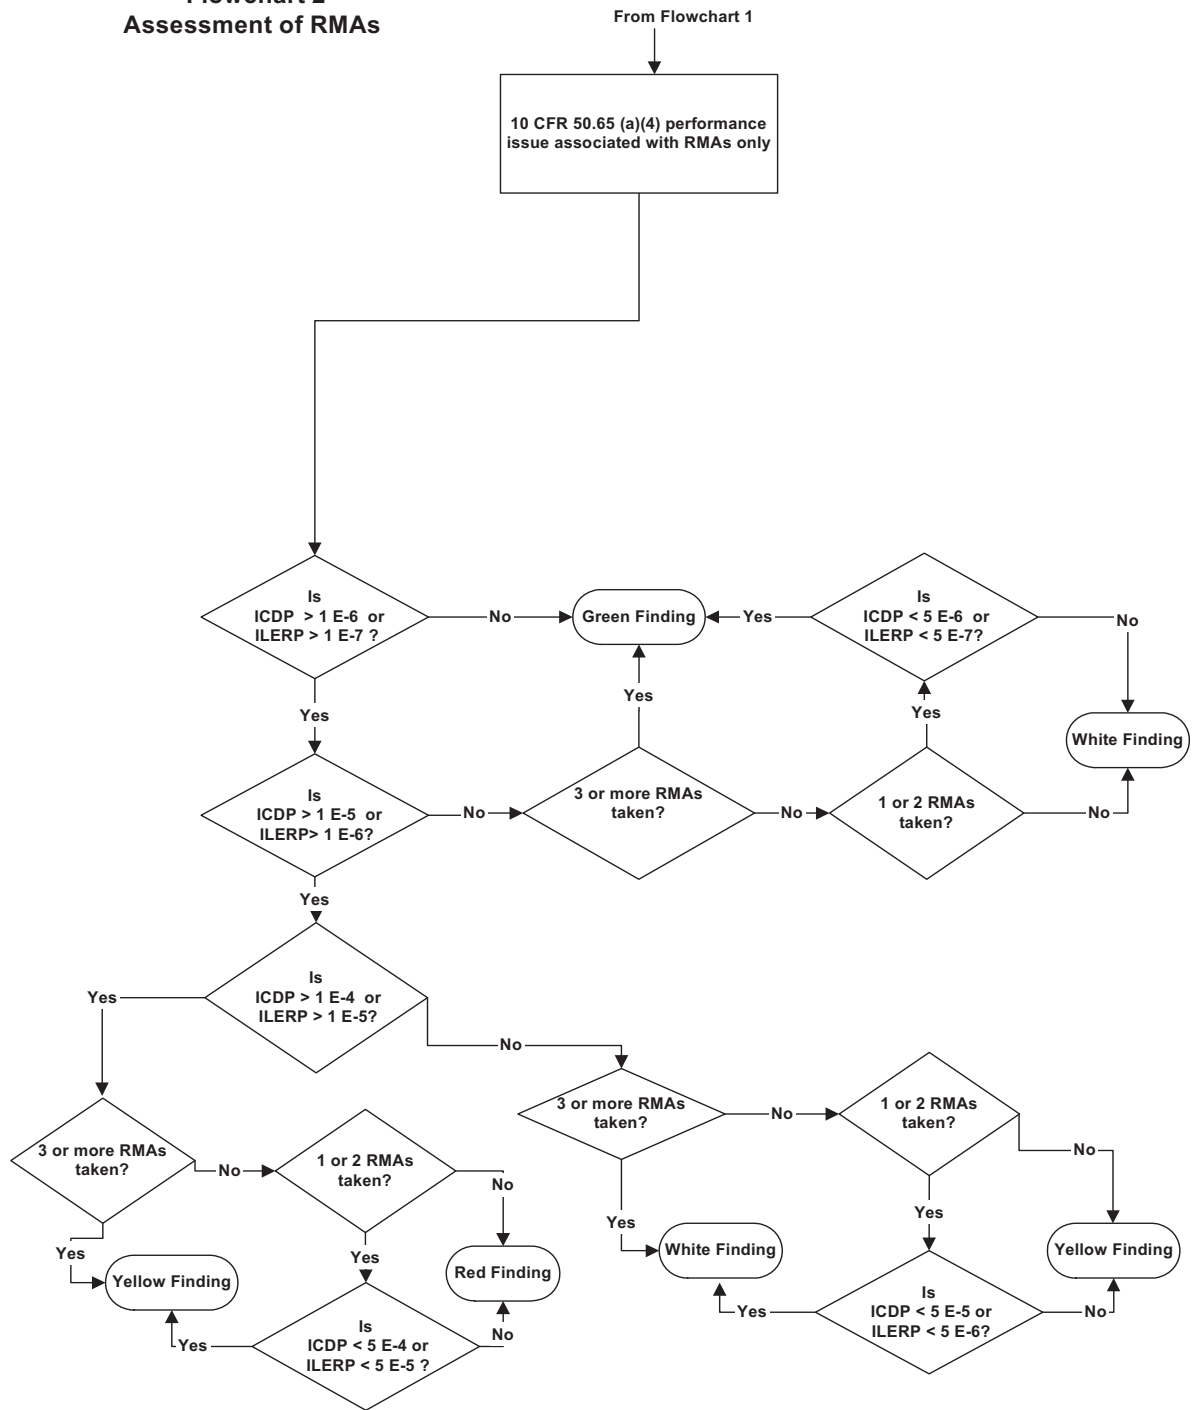 Flowchart 2
Assessment of RMAs
From Flowchart 1
10 CFR 50.65 (a)(4) performance
issue associated with RMAs only
Is
ICDP > 1 E-6 or
ILERP > 1 E-7 ?
No
Green Finding
Yes
Is
ICDP < 5 E-6 or
ILERP < 5 E-7?
No
Yes
Yes
Yes
White Finding
Is
ICDP > 1 E-5 or
ILERP> 1 E-6?
No
3 or more RMAs
taken?
No
1 or 2 RMAs
taken?
No
Yes
Is
ICDP > 1 E-4 or
ILERP > 1 E-5?
Yes
No
3 or more RMAs
taken?
No
1 or 2 RMAs
taken?
No
3 or more RMAs
taken?
No
1 or 2 RMAs
taken?
No
Yes
Yes
Yes
Yes
Yellow Finding
Red Finding
White Finding
Yellow Finding
Is
ICDP < 5 E-4 or
ILERP < 5 E-5 ?
Yes
No
Is
ICDP < 5 E-5 or
ILERP < 5 E-6?
Yes
No